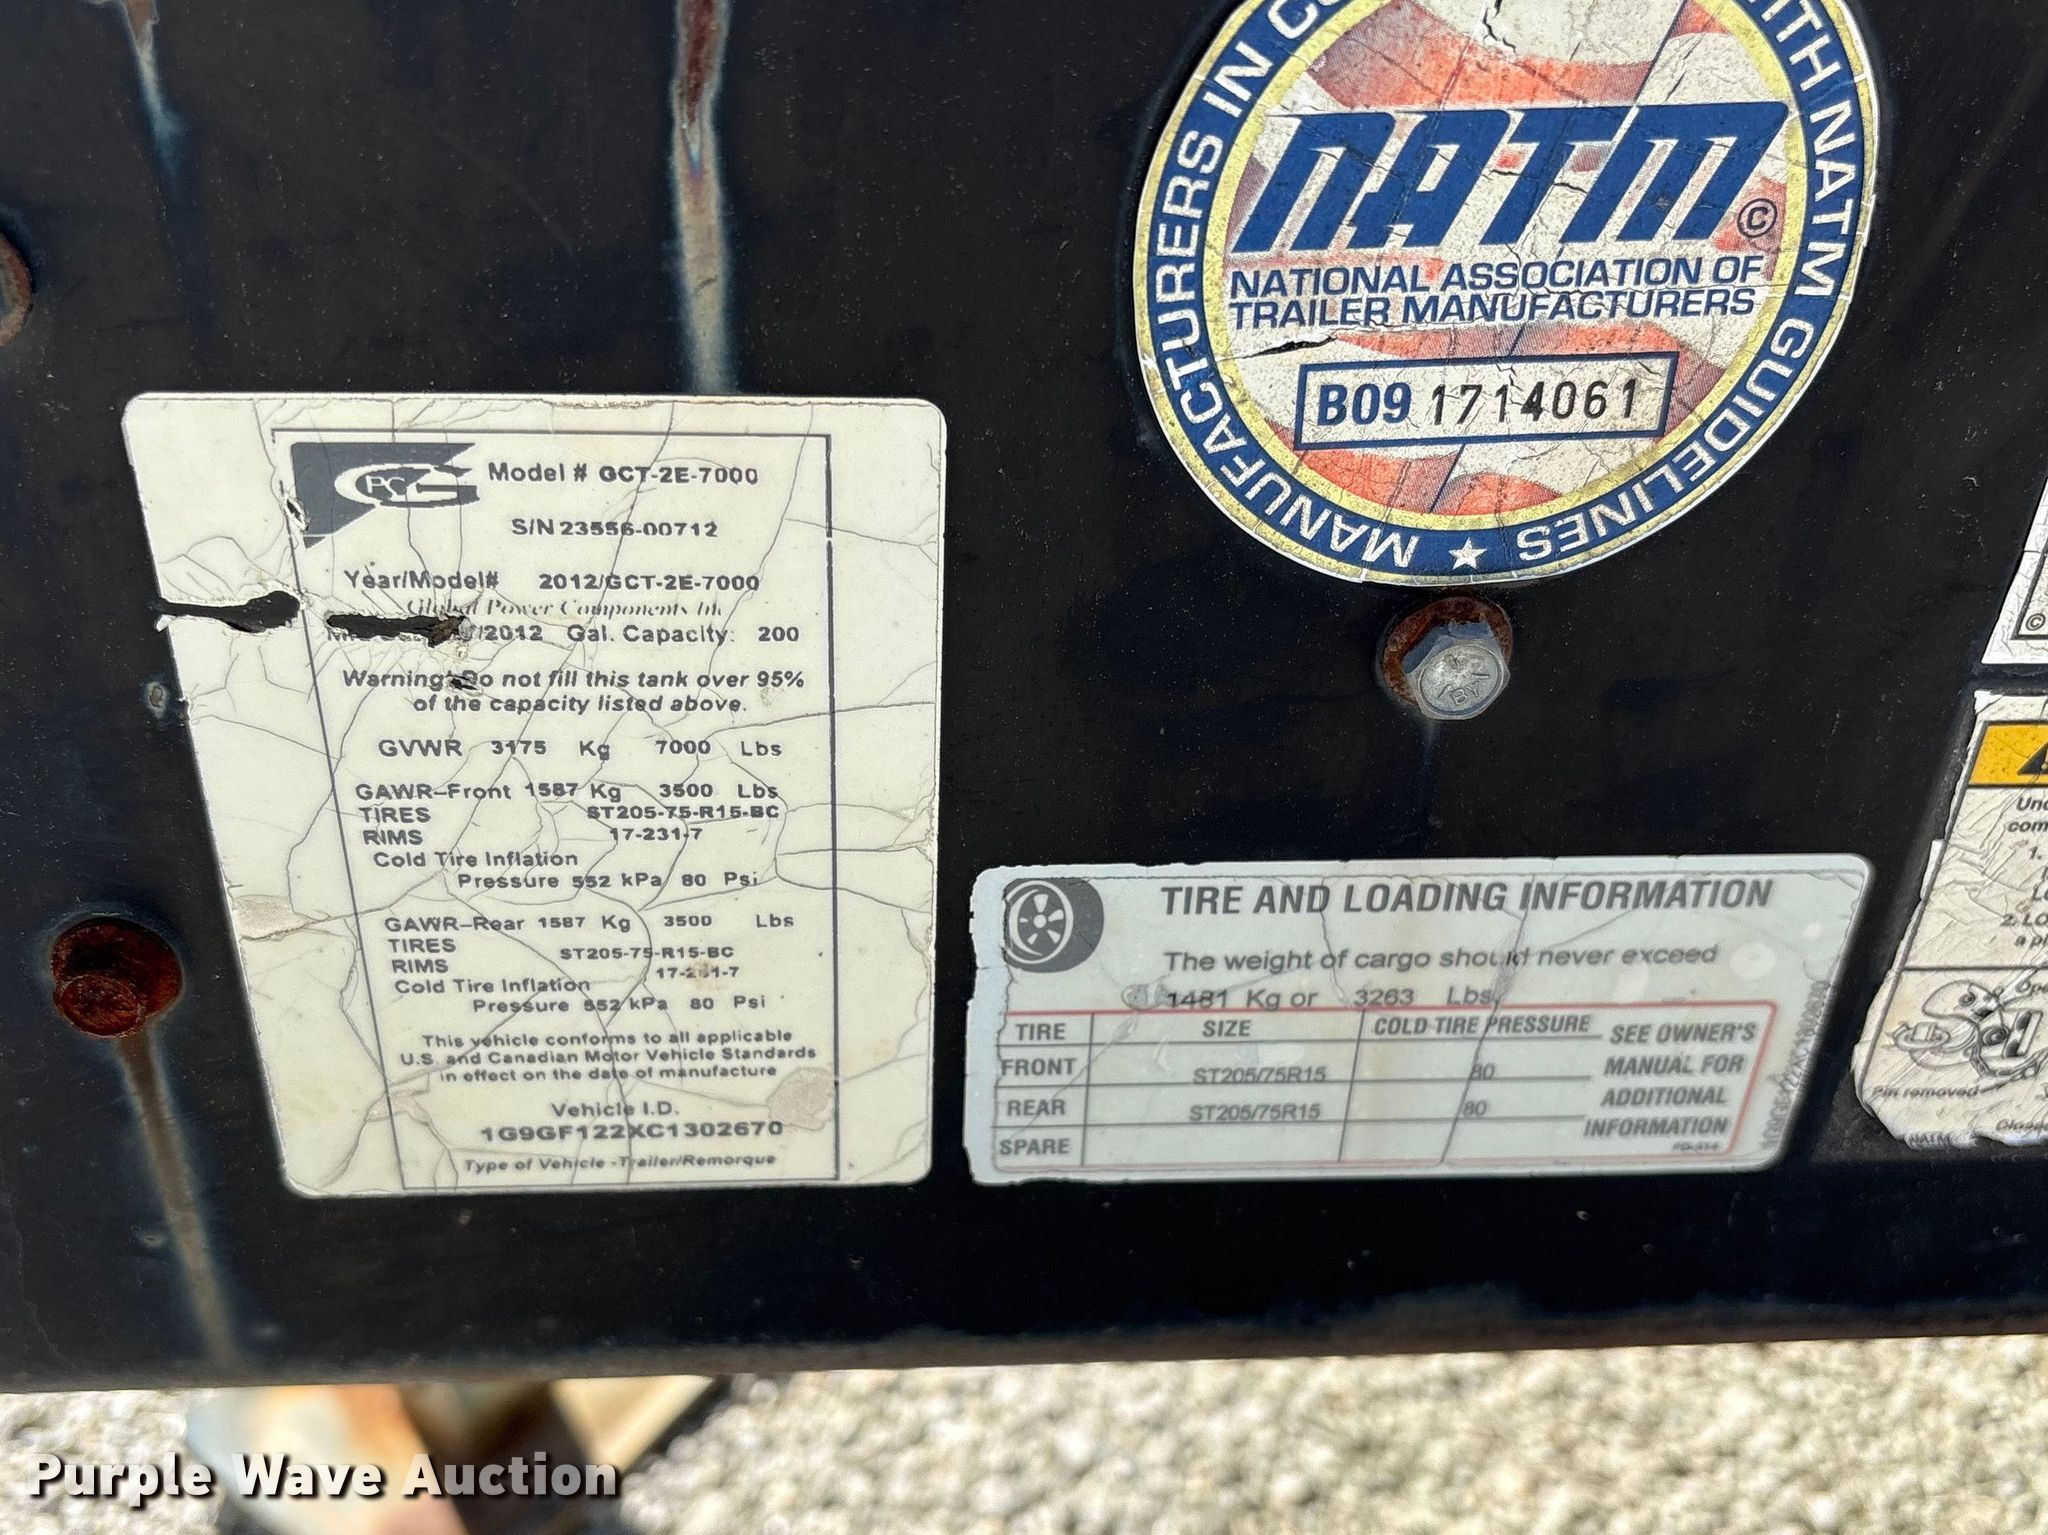 MANUFACTURERS IN
WITH NATM GUIDELINES
NATM ©
NATIONAL ASSOCIATION OF
TRAILER MANUFACTURERS
B09 1714061
PCG
Model # GCT-2E-7000
S/N 23556-00712
Year/Model# 2012/GCT-2E-7000
Global Power Components
/2012 Gal. Capacity: 200
Warning! Do not fill this tank over 95%
of the capacity listed above.
GVWR 3175 Kg 7000 Lbs
GAWR-Front 1587 Kg 3500 Lbs
TIRES ST205-75-R15-BC
RIMS 17-231-7
Cold Tire Inflation
Pressure 552 kPa 80 Psi
GAWR-Rear 1587 Kg 3500 Lbs
TIRES ST205-75-R15-BC
RIMS
Cold Tire Inflation
Pressure 552 kPa 80 Psi
This vehicle conforms to all applicable
U.S. and Canadian Motor Vehicle Standards
in effect on the date of manufacture
Vehicle I.D.
1G9GF122XC1302670
Type of Vehicle -Trailer/Remorque
TIRE AND LOADING INFORMATION
The weight of cargo should never exceed
1481 Kg or 3263 Lbs.
TIRE SIZE COLD TIRE PRESSURE SEE OWNER'S
FRONT ST205/75R15 80 MANUAL FOR
REAR ST205/75R15 80 ADDITIONAL
SPARE INFORMATION
©
1.
2.
a
Pin removed
NATM
Purple Wave Auction